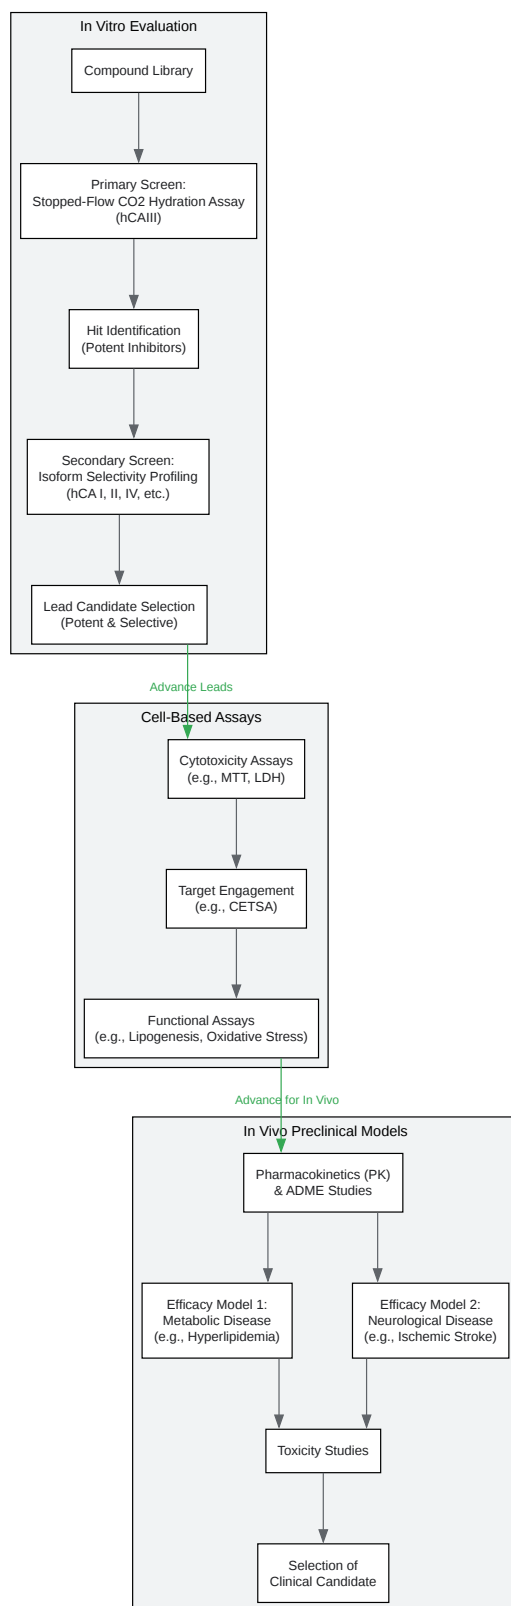 In Vitro Evaluation
Compound Library
Primary Screen:
Stopped-Flow CO2 Hydration Assay
(hCAIII)
Hit Identification
(Potent Inhibitors)
Secondary Screen:
Isoform Selectivity Profiling
(hCA I, II, IV, etc.)
Lead Candidate Selection
(Potent & Selective)
Advance Leads
Cell-Based Assays
Cytotoxicity Assays
(e.g., MTT, LDH)
Target Engagement
(e.g., CETSA)
Functional Assays
(e.g., Lipogenesis, Oxidative Stress)
Advance for In Vivo
In Vivo Preclinical Models
Pharmacokinetics (PK)
& ADME Studies
Efficacy Model 1:
Metabolic Disease
(e.g., Hyperlipidemia)
Efficacy Model 2:
Neurological Disease
(e.g., Ischemic Stroke)
Toxicity Studies
Selection of
Clinical Candidate